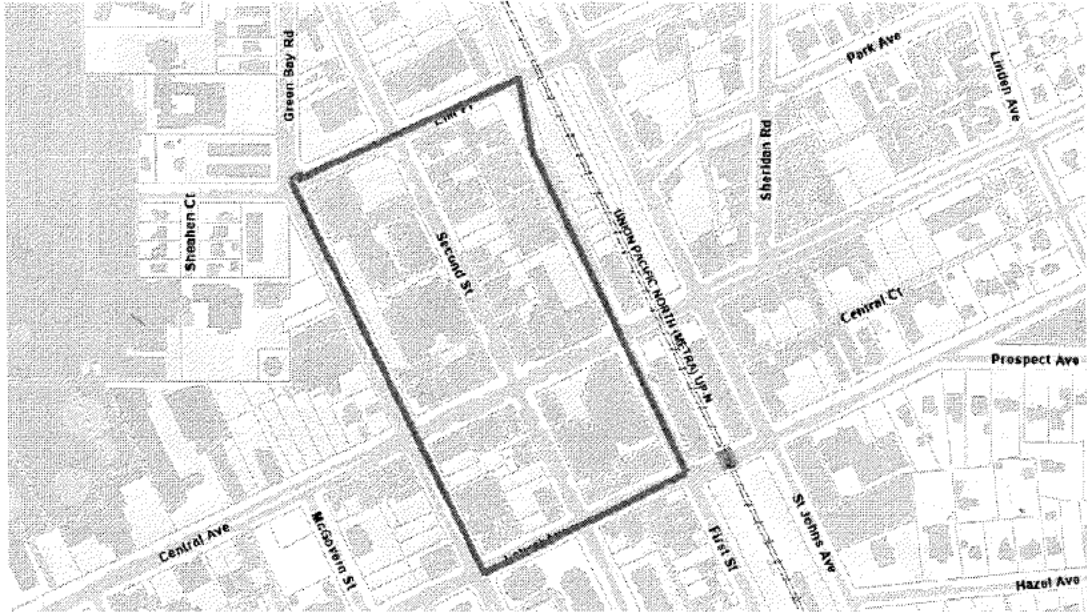 Green Bay Rd
Park Ave
Linden Ave
Sheridan Rd
Sheahen Ct
Second St
UNION PACIFIC NORTH (METRA) UP-N
Central Ct
Prospect Ave
Central Ave
McGovern St
First St
St Johns Ave
Hazel Ave